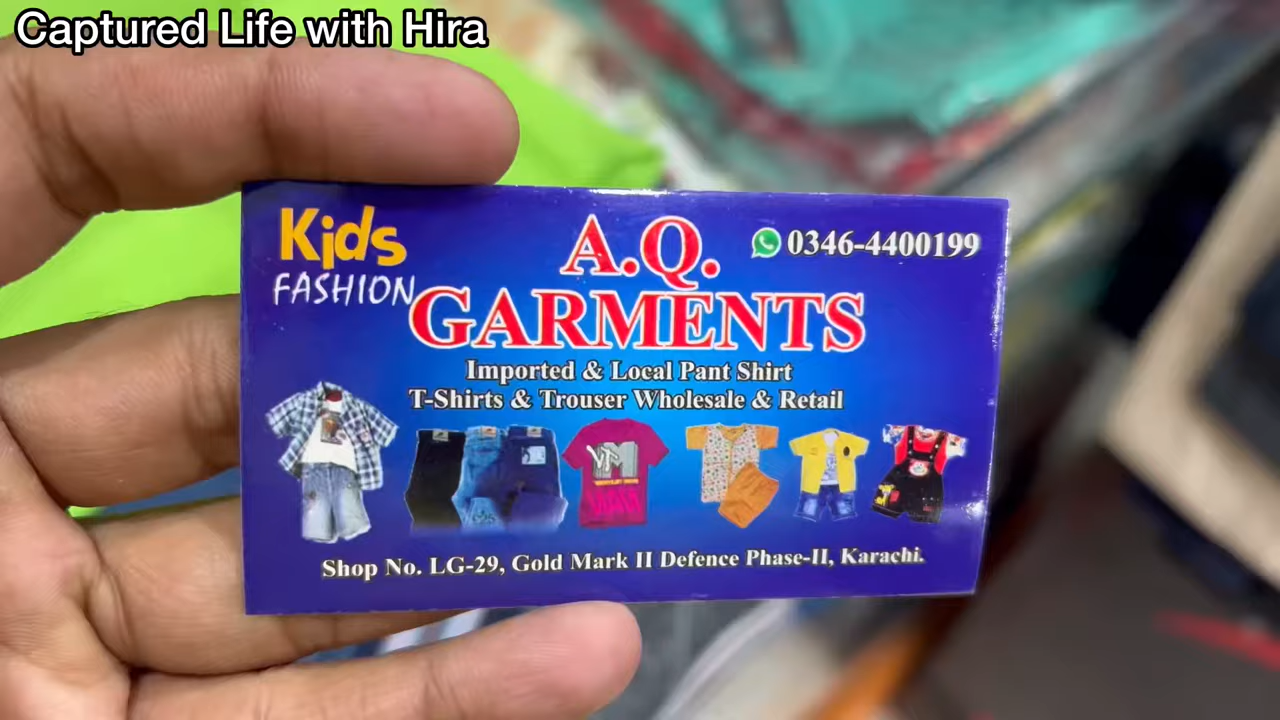 Captured Life with Hira
Kids
FASHION
A.Q.
GARMENTS
0346-4400199
Imported & Local Pant Shirt
T-Shirts & Trouser Wholesale & Retail
Shop No. LG-29, Gold Mark II Defence Phase-II, Karachi.